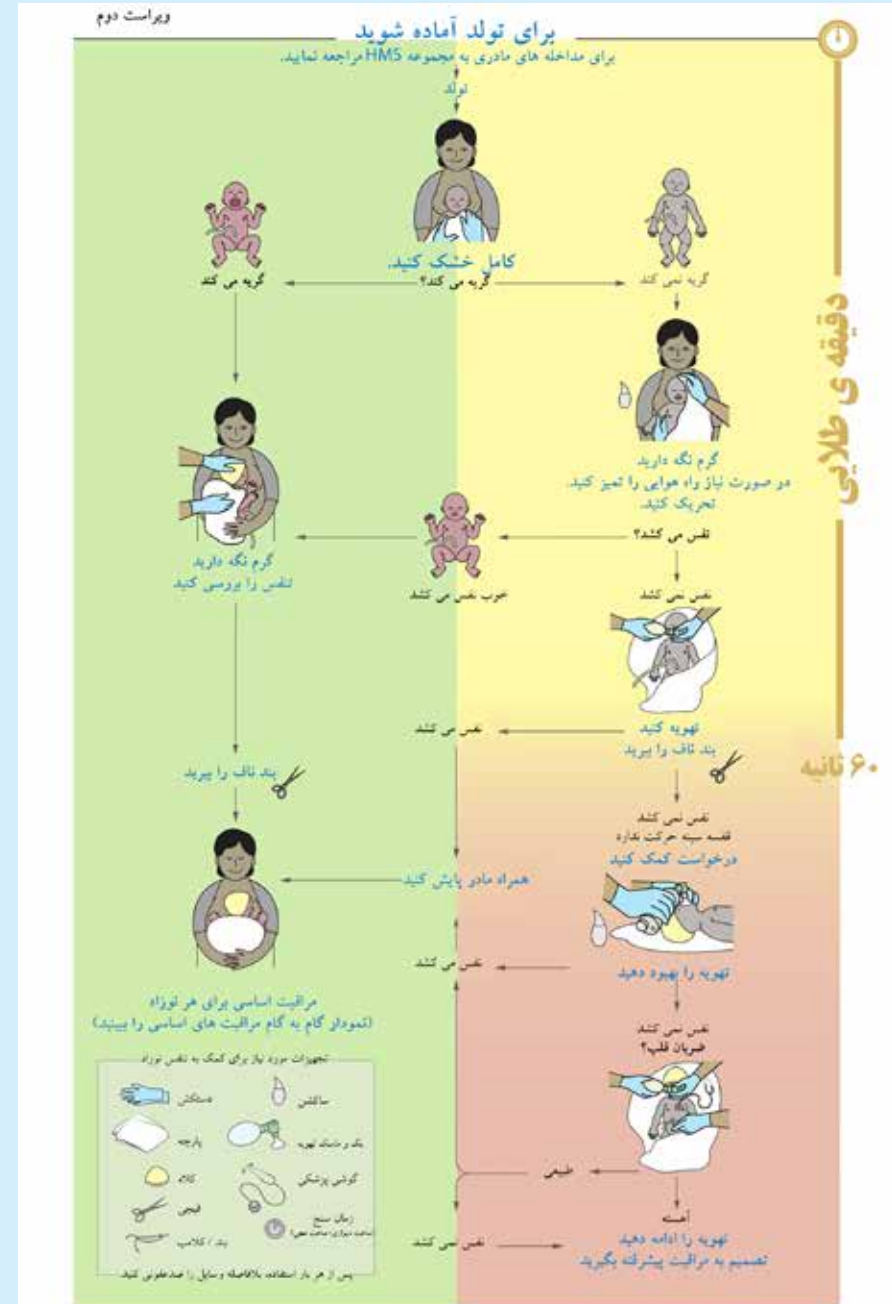 ویراست دوم
برای تولد آماده شوید
برای مداخله های مادری به مجموعه HMS مراجعه نمایید.
تولد
کامل خشک کنید.
گریه می کند
گریه می کند؟
گریه نمی کند
دقیقه ی طلایی
گرم نگه دارید
در صورت نیاز راه هوایی را تمیز کنید.
تحریک کنید.
نفس می کشد؟
گرم نگه دارید
تنفس را بررسی کنید
خوب نفس می کشد
نفس نمی کشد
تهویه کنید
بند ناف را ببرید
نفس می کشد
۶۰ ثانیه
بند ناف را ببرید
نفس نمی کشد
قفسه سینه حرکت ندارد
درخواست کمک کنید
همراه مادر پایش کنید
تهویه را بهبود دهید
نفس می کشد
مراقبت اساسی برای هر نوزاد
(نمودار گام به گام مراقبت های اساسی را ببینید)
نفس نمی کشد
ضربان قلب؟
طبیعی
آهسته
تهویه را ادامه دهید
تصمیم به مراقبت پیشرفته بگیرید
نفس نمی کشد
تجهیزات مورد نیاز برای کمک به تنفس نوزاد
ساکشن
دستکش
بگ و ماسک تهویه
پارچه
گوشی پزشکی
کلاه
زمان سنج
قیچی
بند / کلامپ
پس از هر بار استفاده، بلافاصله وسایل را ضدعفونی کنید.